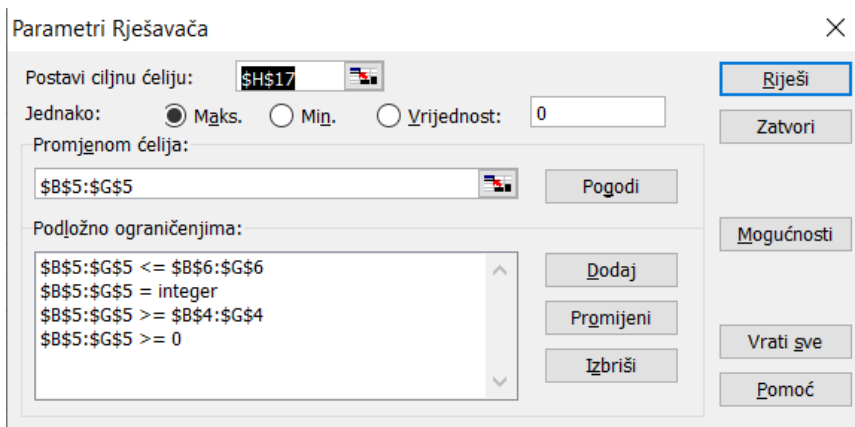 Parametri Rješavača
Postavi ciljnu ćeliju: $H$17 Riješi
Jednako: Maks. Min. Vrijednost: 0 Zatvori
Promjenom ćelija:
$B$5:$G$5 Pogodi
Podložno ograničenjima: Mogućnosti
$B$5:$G$5 <= $B$6:$G$6 Dodaj
$B$5:$G$5 = integer
$B$5:$G$5 >= $B$4:$G$4 Promijeni
$B$5:$G$5 >= 0 Vrati sve
Izbriši
Pomoć